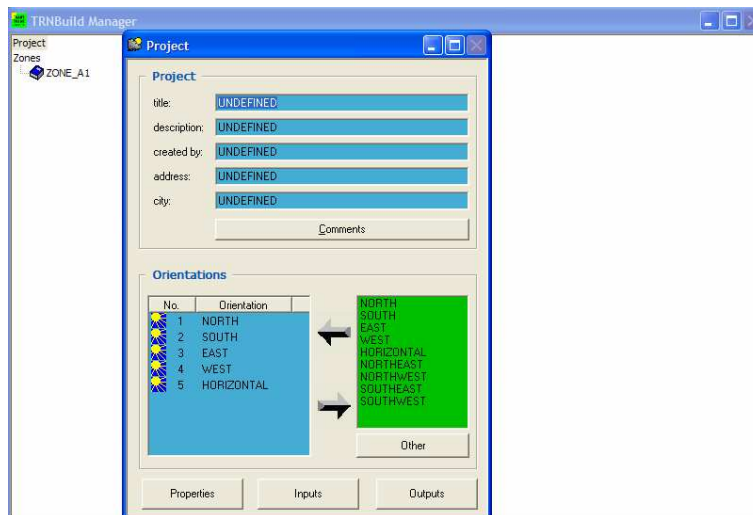 TRNBuild Manager
Project
Zones
ZONE_A1
Project
Project
title: UNDEFINED
description: UNDEFINED
created by: UNDEFINED
address: UNDEFINED
city: UNDEFINED
Comments
Orientations
No. Orientation
1 NORTH
2 SOUTH
3 EAST
4 WEST
5 HORIZONTAL
NORTH
SOUTH
EAST
WEST
HORIZONTAL
NORTHEAST
NORTHWEST
SOUTHEAST
SOUTHWEST
Other
Properties
Inputs
Outputs